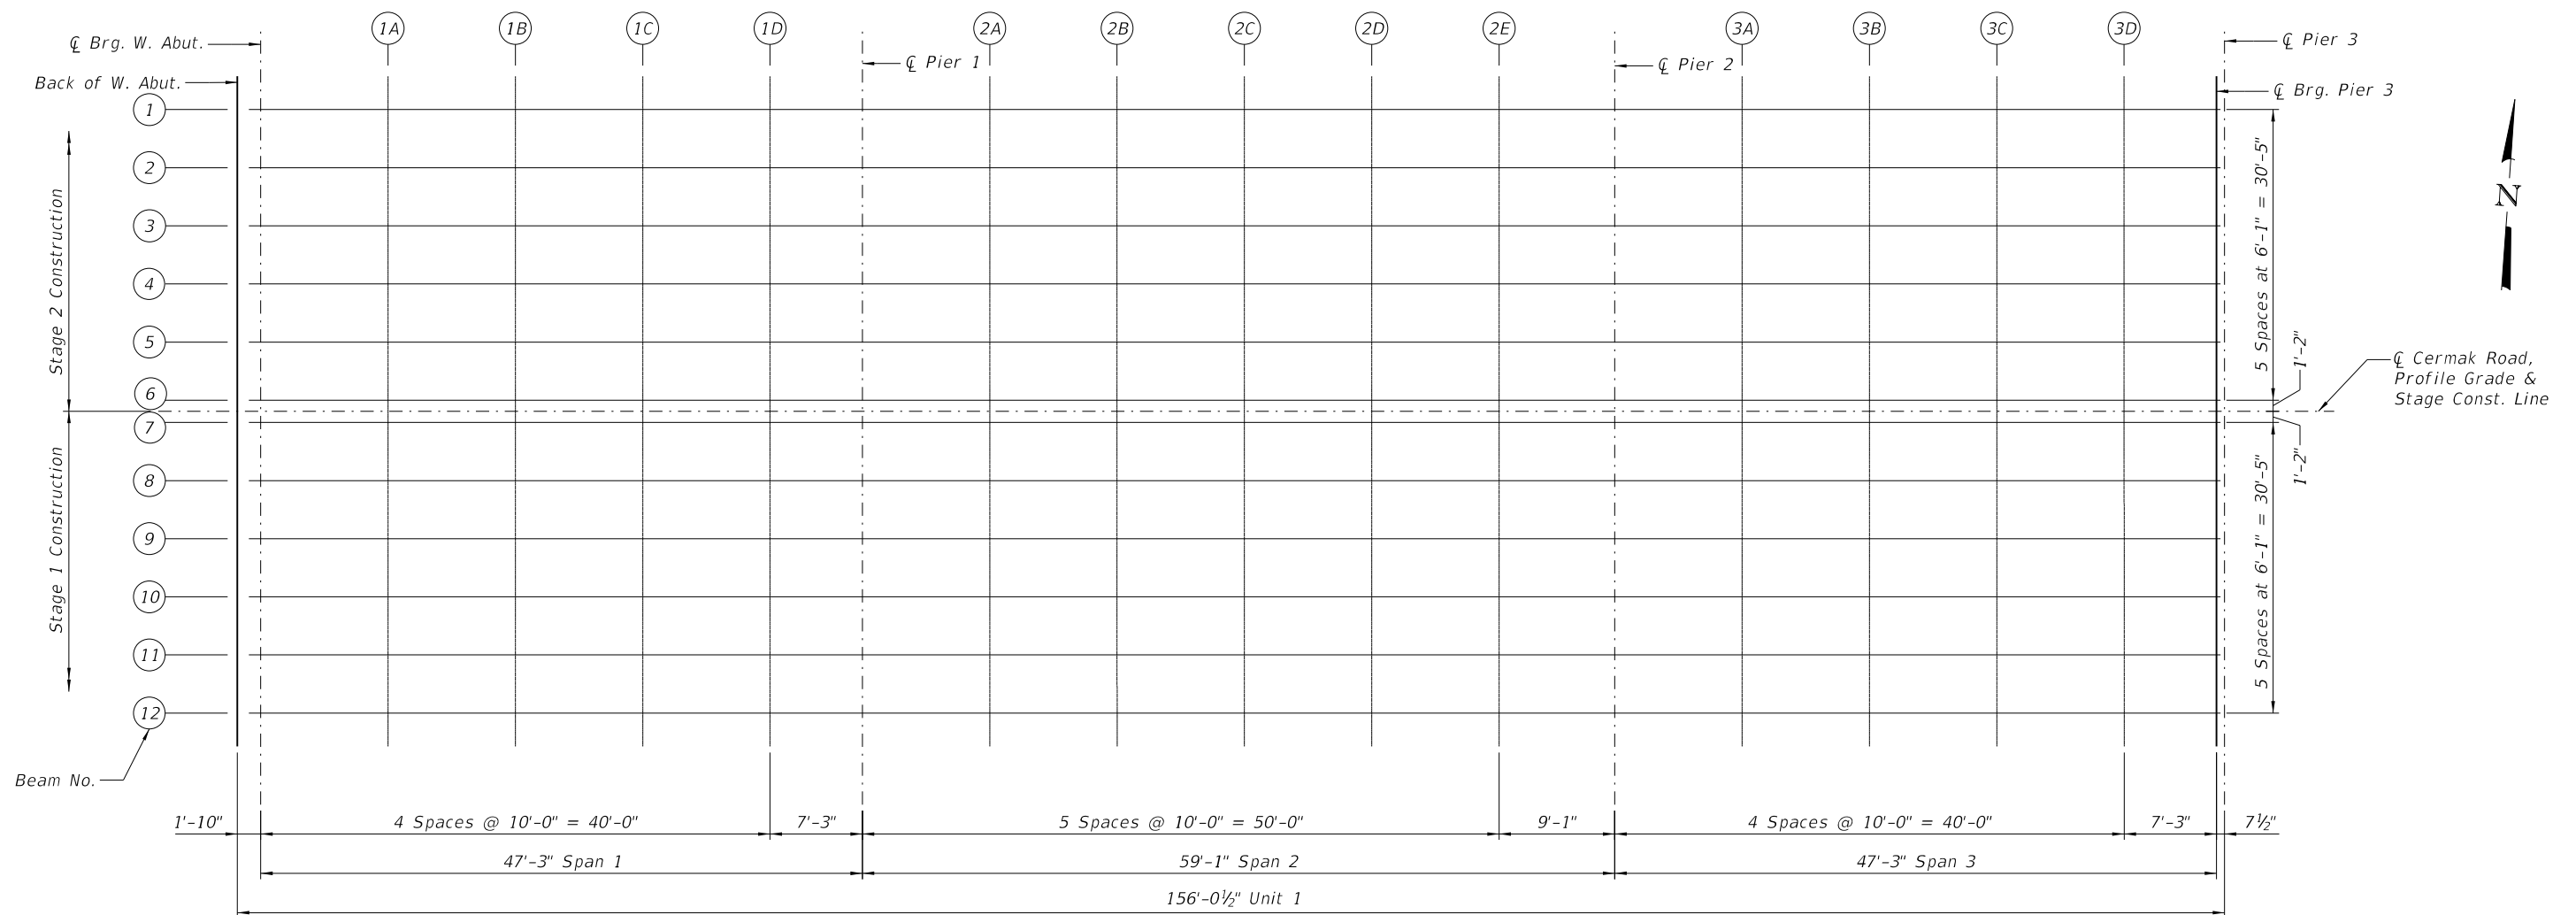 1A 1B 1C 1D 2A 2B 2C 2D 2E 3A 3B 3C 3D
℄ Brg. W. Abut.
℄ Pier 1
℄ Pier 2
℄ Pier 3
Back of W. Abut.
℄ Brg. Pier 3
1
2
3
4
5
6
7
8
9
10
11
12
Beam No.
Stage 2 Construction
Stage 1 Construction
5 Spaces at 6'-1" = 30'-5"
1'-2"
1'-2"
5 Spaces at 6'-1" = 30'-5"
N
℄ Cermak Road,
Profile Grade &
Stage Const. Line
1'-10" 4 Spaces @ 10'-0" = 40'-0" 7'-3" 5 Spaces @ 10'-0" = 50'-0" 9'-1" 4 Spaces @ 10'-0" = 40'-0" 7'-3" 7½"
47'-3" Span 1 59'-1" Span 2 47'-3" Span 3
156'-0½" Unit 1